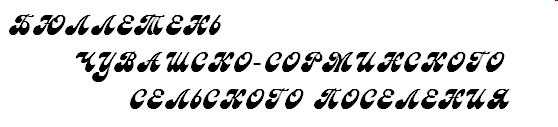 БЮЛЛЕТЕНЬ
ЧУВАШСКО-СОРМИНСКОГО
СЕЛЬСКОГО ПОСЕЛЕНИЯ